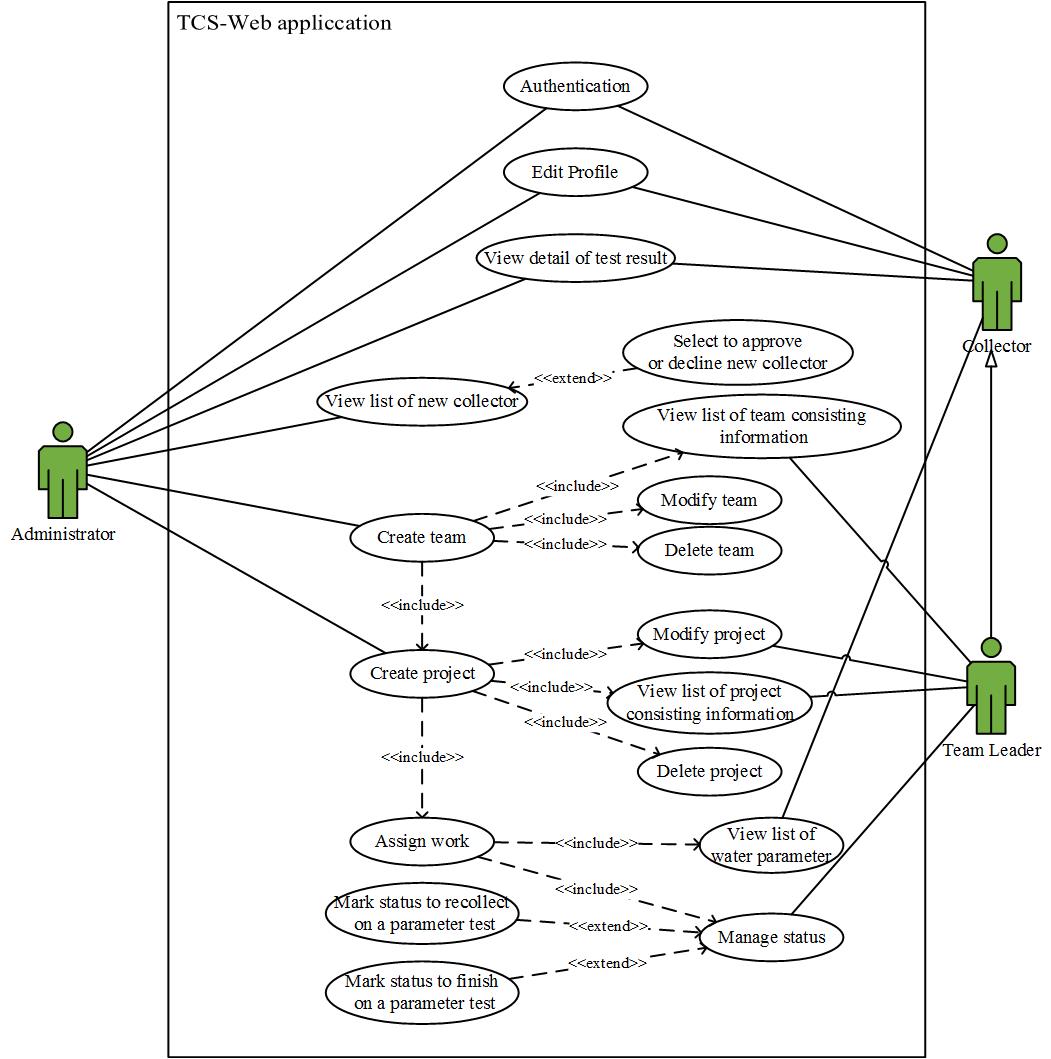 TCS-Web appliccation
Authentication
Edit Profile
View detail of test result
Collector
Select to approve
or decline new collector
<<extend>>
View list of new collector
View list of team consisting
information
Administrator
<<include>>
Modify team
<<include>>
Create team
<<include>>
Delete team
<<include>>
Modify project
<<include>>
Create project
<<include>>
View list of project
consisting information
<<include>>
Team Leader
<<include>>
Delete project
Assign work
<<include>>
View list of
water parameter
<<include>>
Mark status to recollect
on a parameter test
<<extend>>
Manage status
<<extend>>
Mark status to finish
on a parameter test